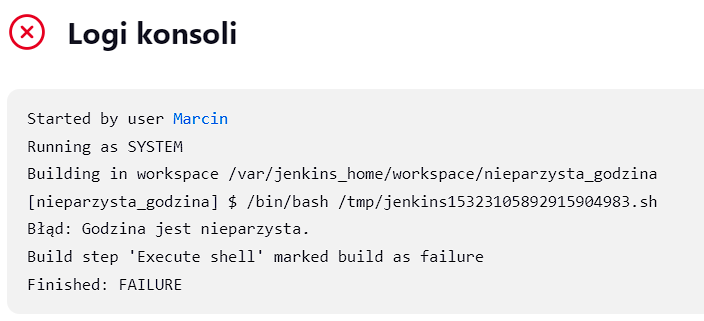 Logi konsoli
Started by user Marcin
Running as SYSTEM
Building in workspace /var/jenkins_home/workspace/nieparzysta_godzina
[nieparzysta_godzina] $ /bin/bash /tmp/jenkins15323105892915904983.sh
Błąd: Godzina jest nieparzysta.
Build step 'Execute shell' marked build as failure
Finished: FAILURE